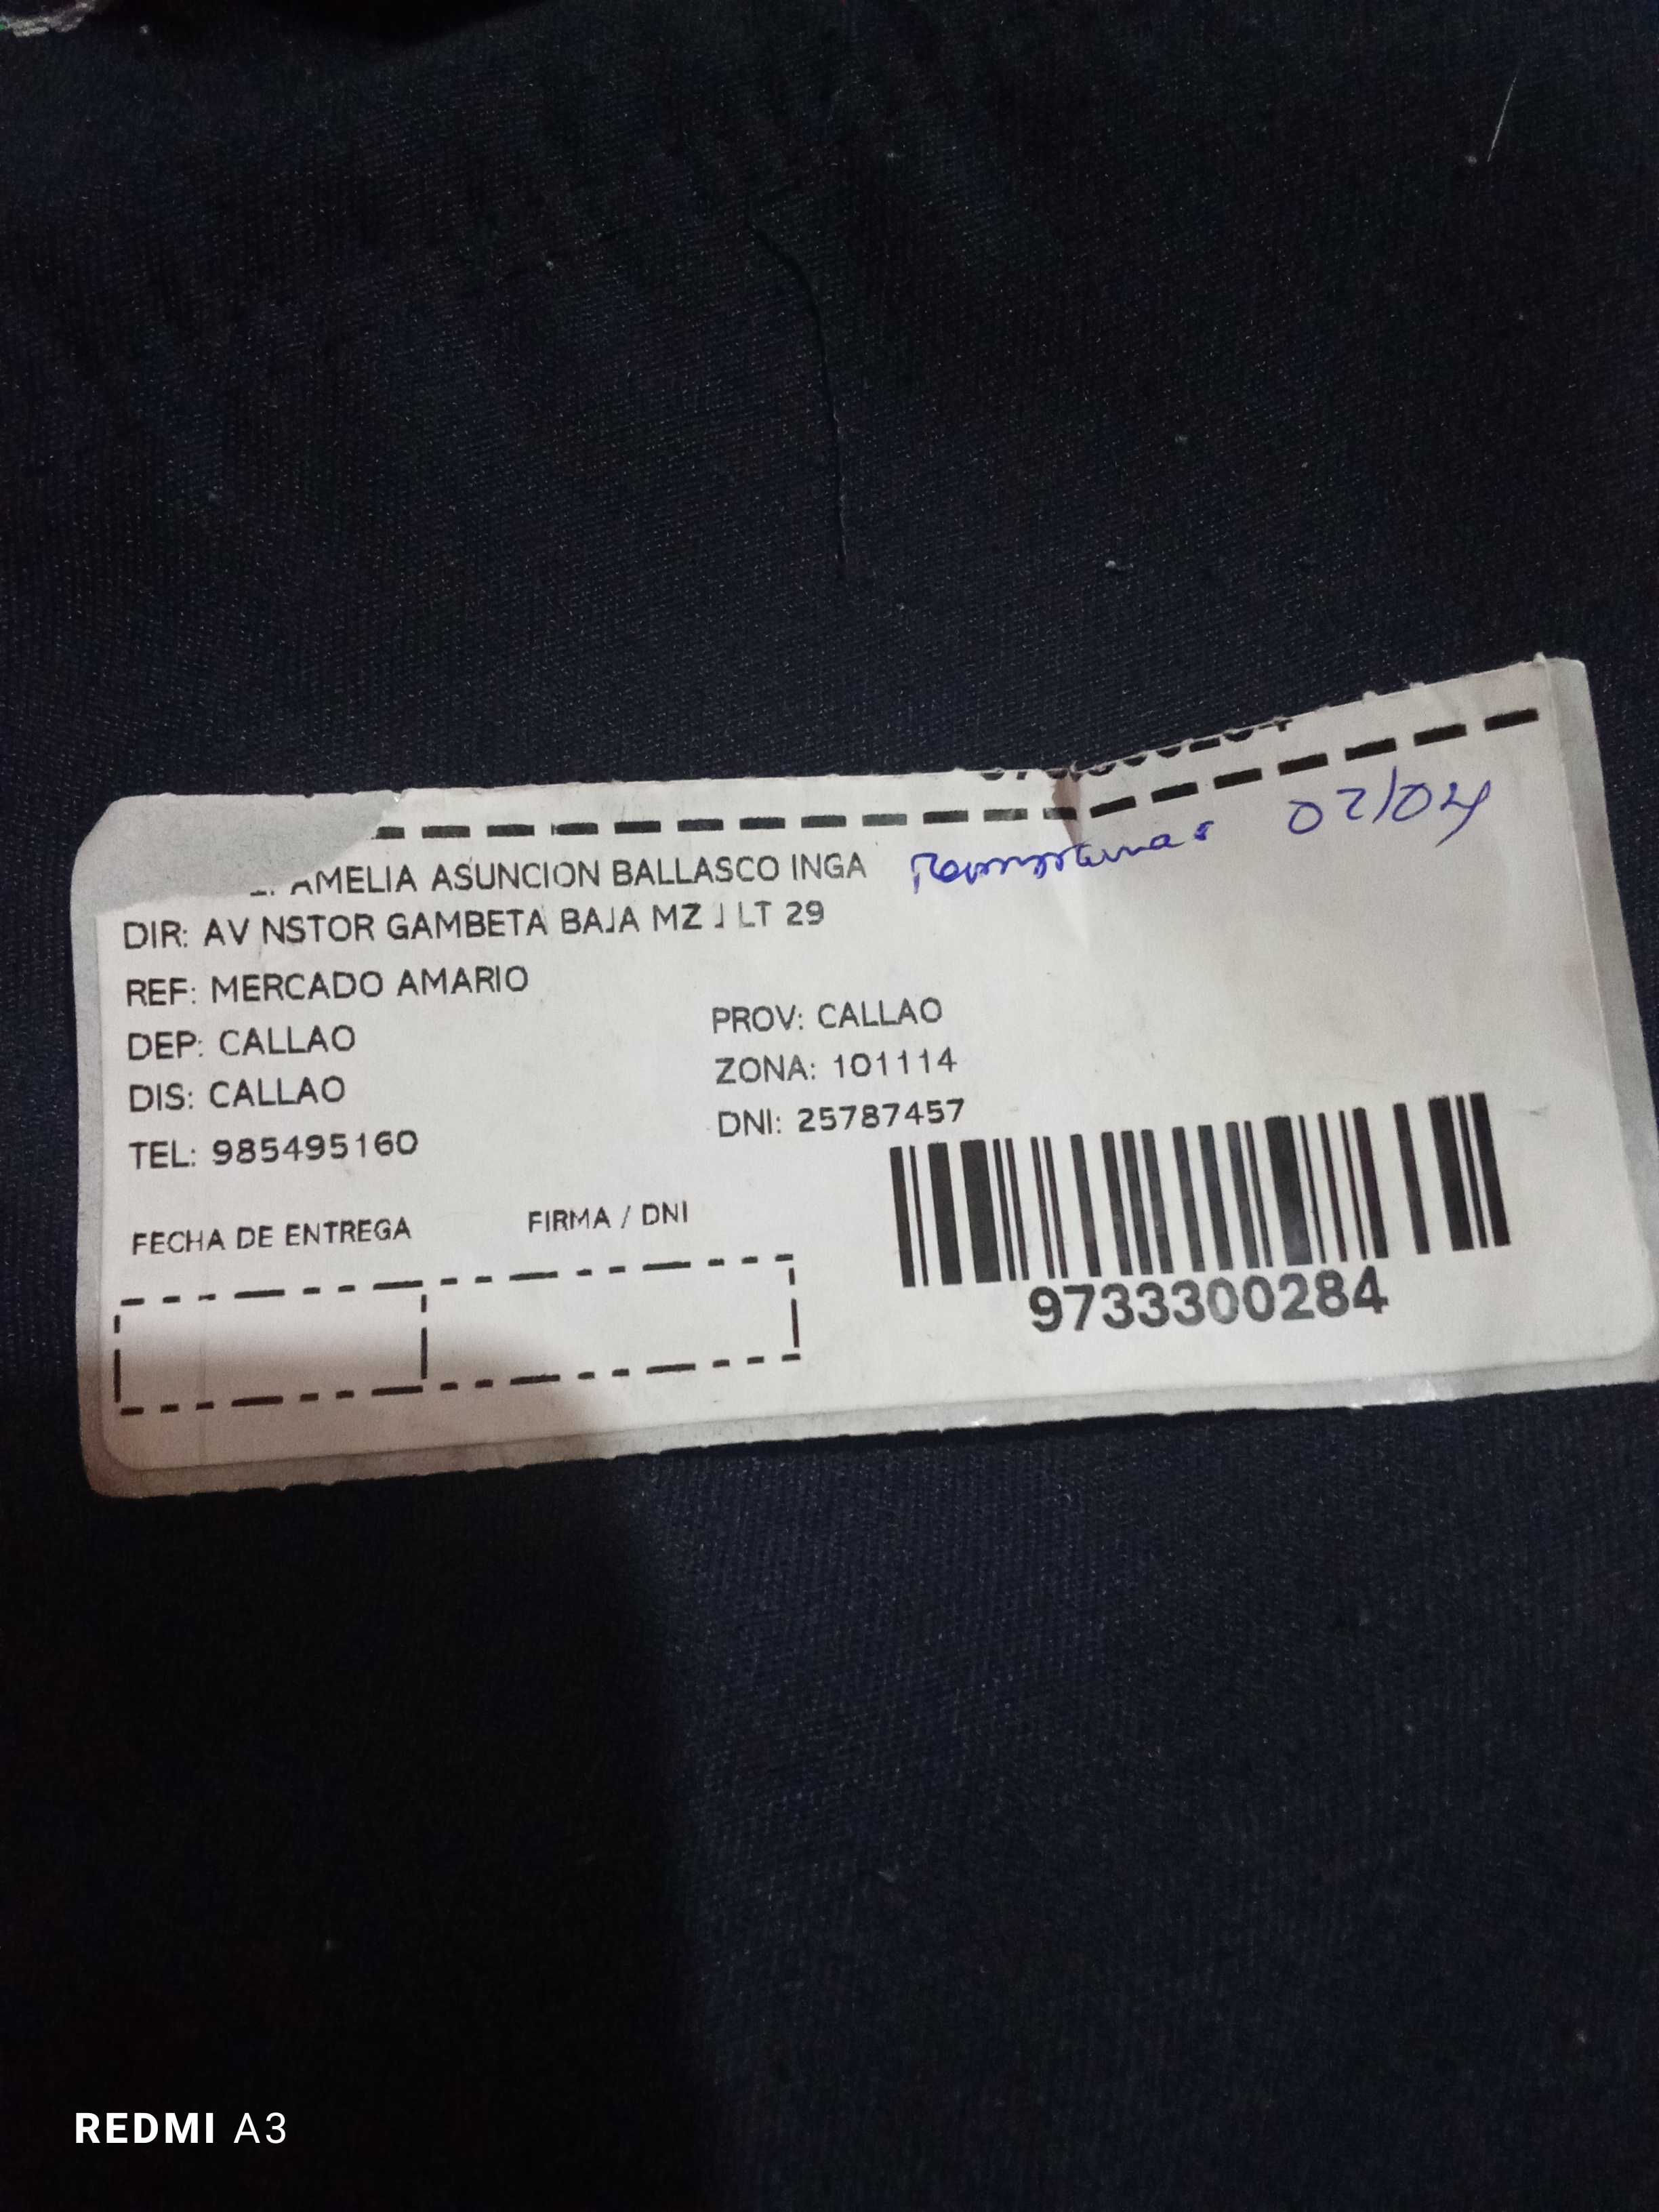 AMELIA ASUNCION BALLASCO INGA
02/04
DIR: AV NSTOR GAMBETA BAJA MZ J LT 29
REF: MERCADO AMARIO
DEP: CALLAO
PROV: CALLAO
DIS: CALLAO
ZONA: 101114
TEL: 985495160
DNI: 25787457
FECHA DE ENTREGA
FIRMA / DNI
9733300284
REDMI A3